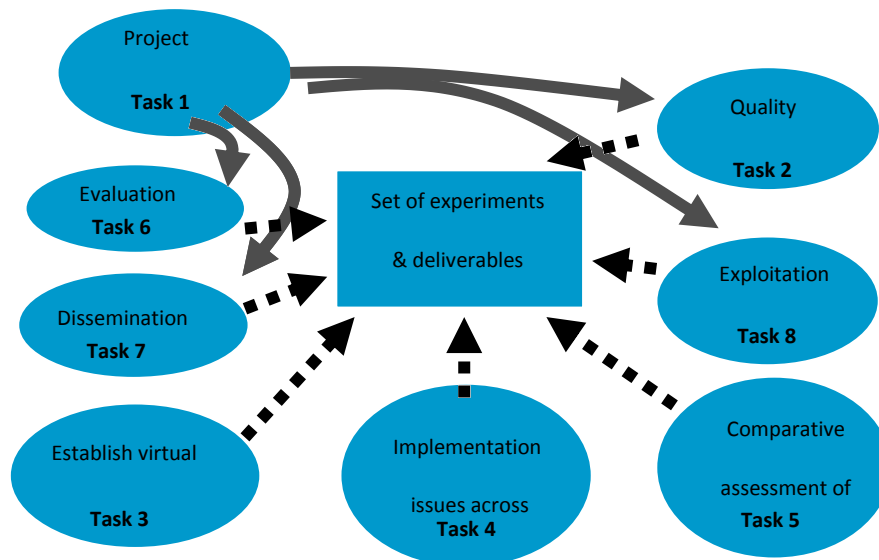 Project
Task 1
Quality
Task 2
Evaluation
Task 6
Set of experiments
& deliverables
Exploitation
Task 8
Dissemination
Task 7
Establish virtual
Task 3
Implementation
issues across
Task 4
Comparative
assessment of
Task 5